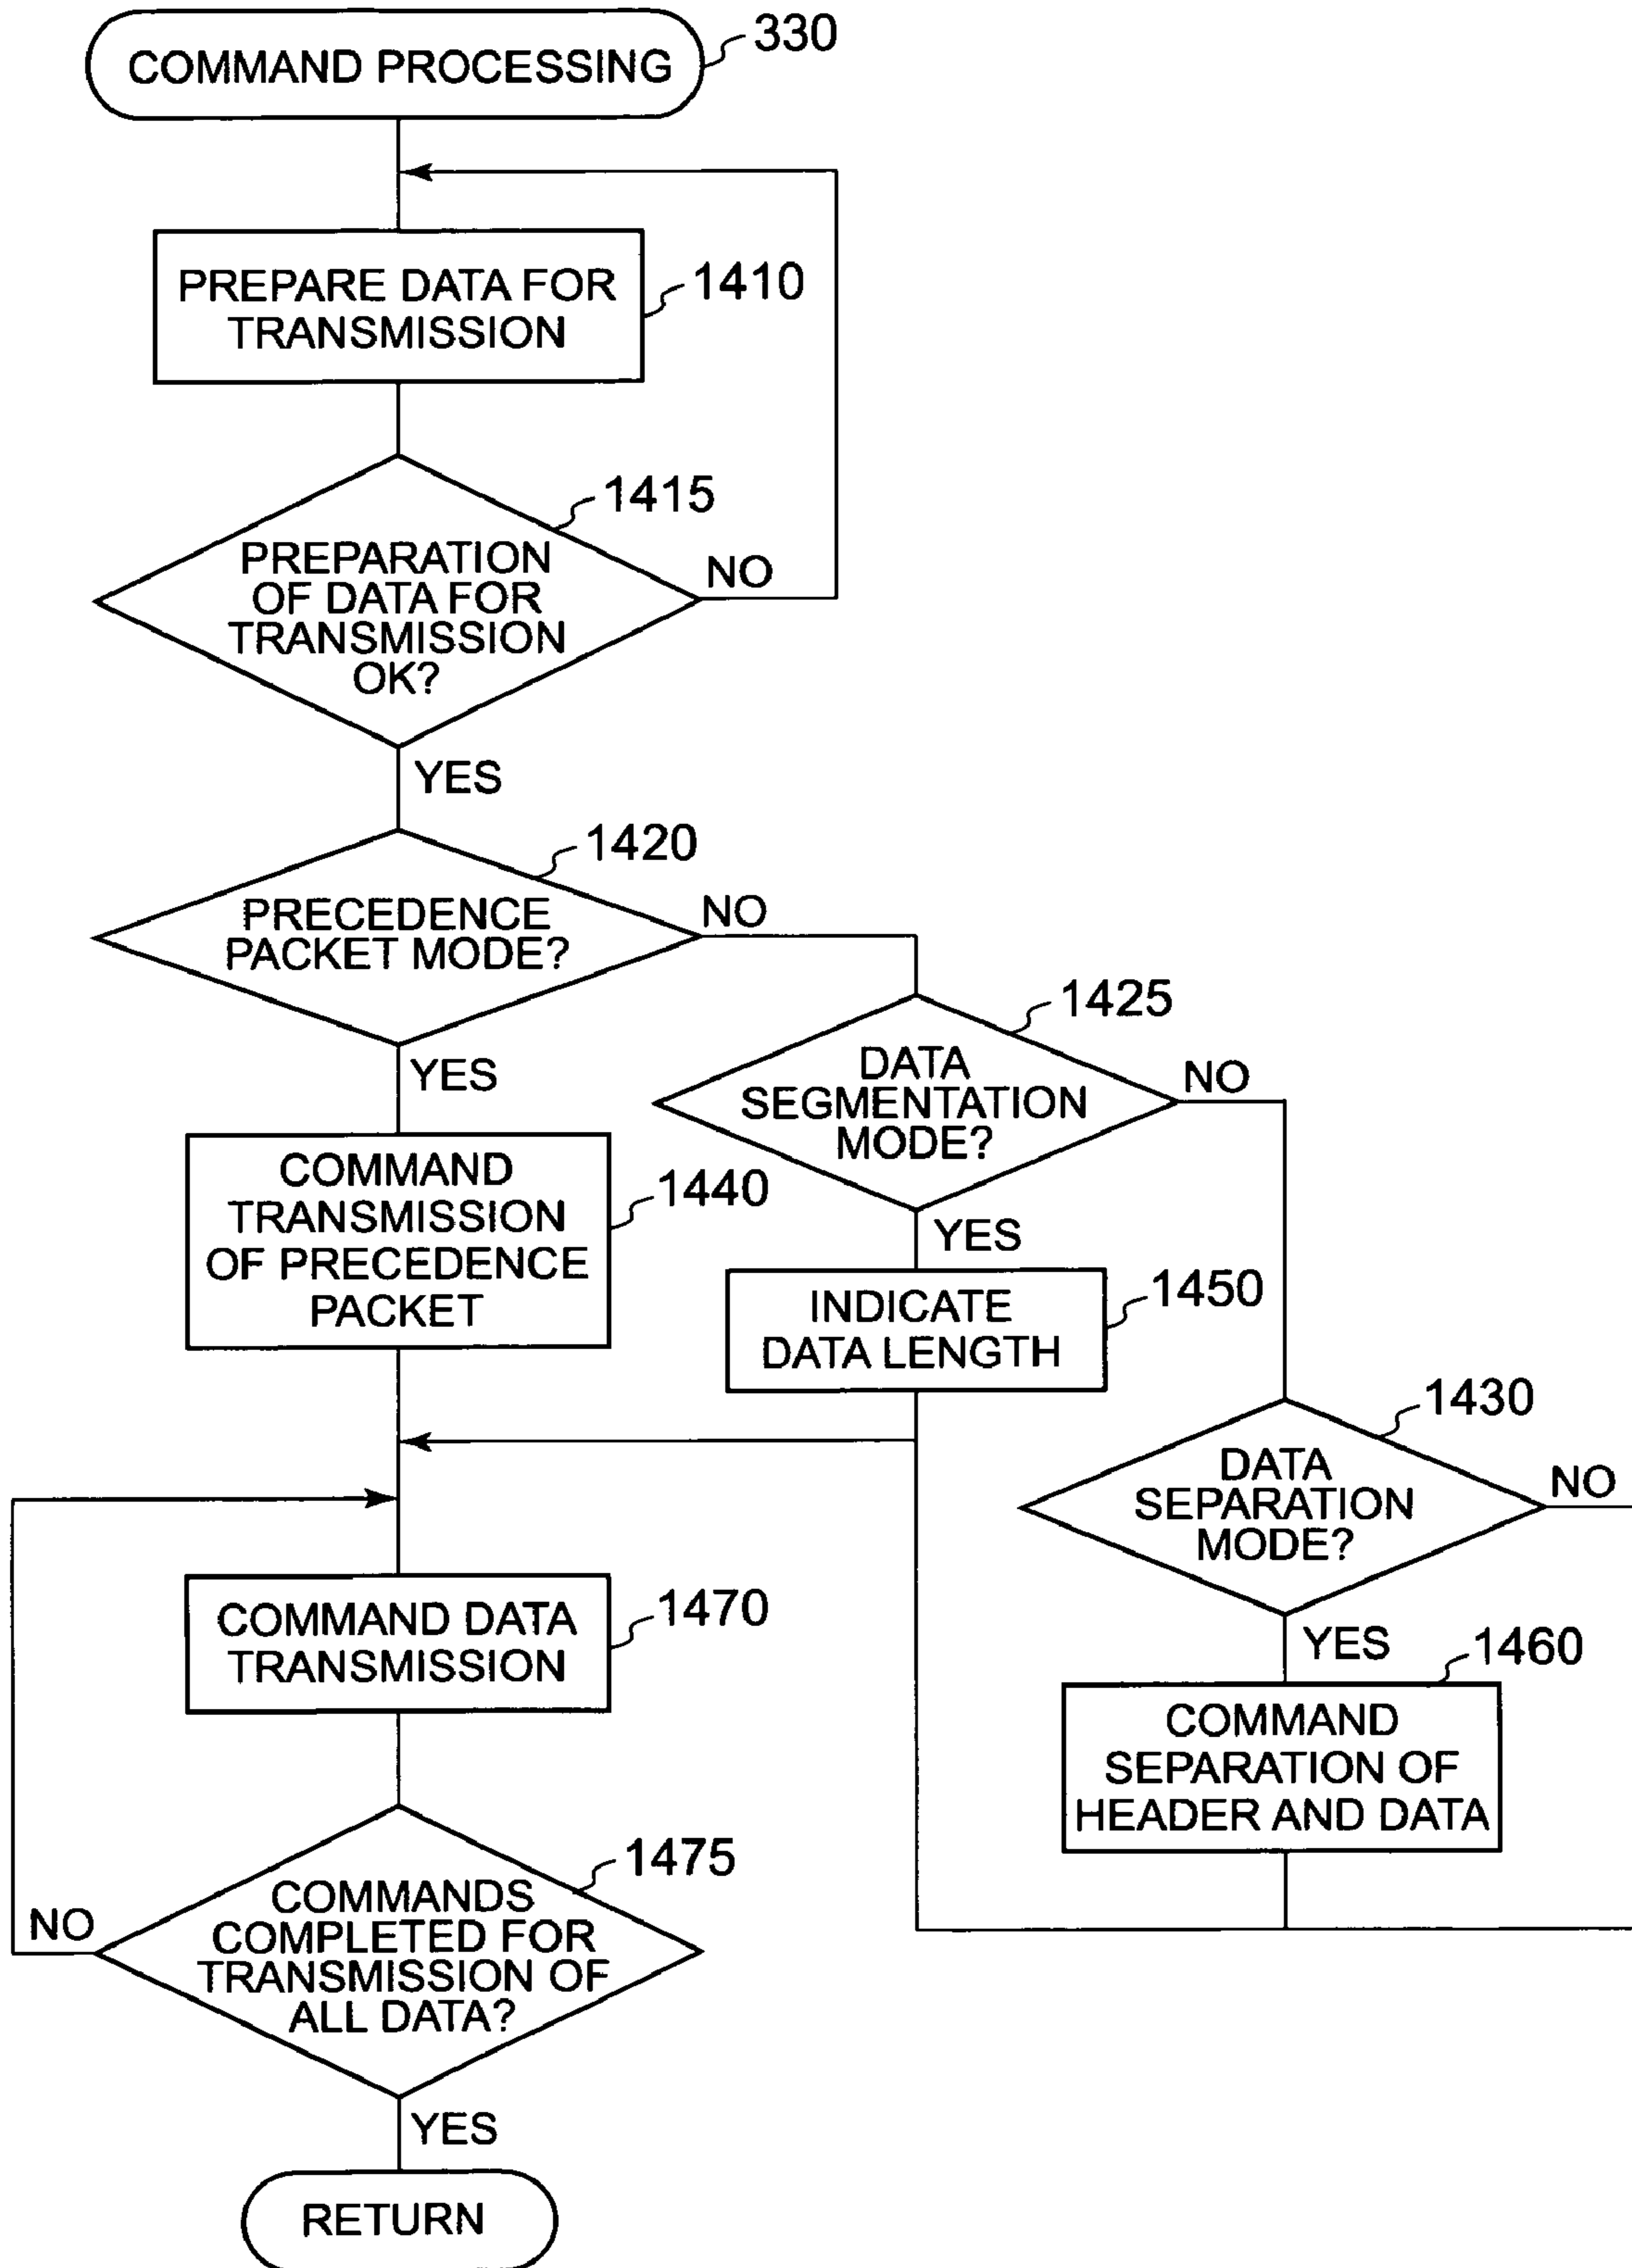 COMMAND PROCESSING
330
PREPARE DATA FOR
TRANSMISSION
1410
1415
PREPARATION
OF DATA FOR
TRANSMISSION
OK?
NO
YES
1420
PRECEDENCE
PACKET MODE?
NO
YES
1425
DATA
SEGMENTATION
MODE?
NO
YES
COMMAND
TRANSMISSION
OF PRECEDENCE
PACKET
1440
INDICATE
DATA LENGTH
1450
1430
DATA
SEPARATION
MODE?
NO
YES
1460
COMMAND
SEPARATION OF
HEADER AND DATA
COMMAND DATA
TRANSMISSION
1470
1475
COMMANDS
COMPLETED FOR
TRANSMISSION OF
ALL DATA?
NO
YES
RETURN